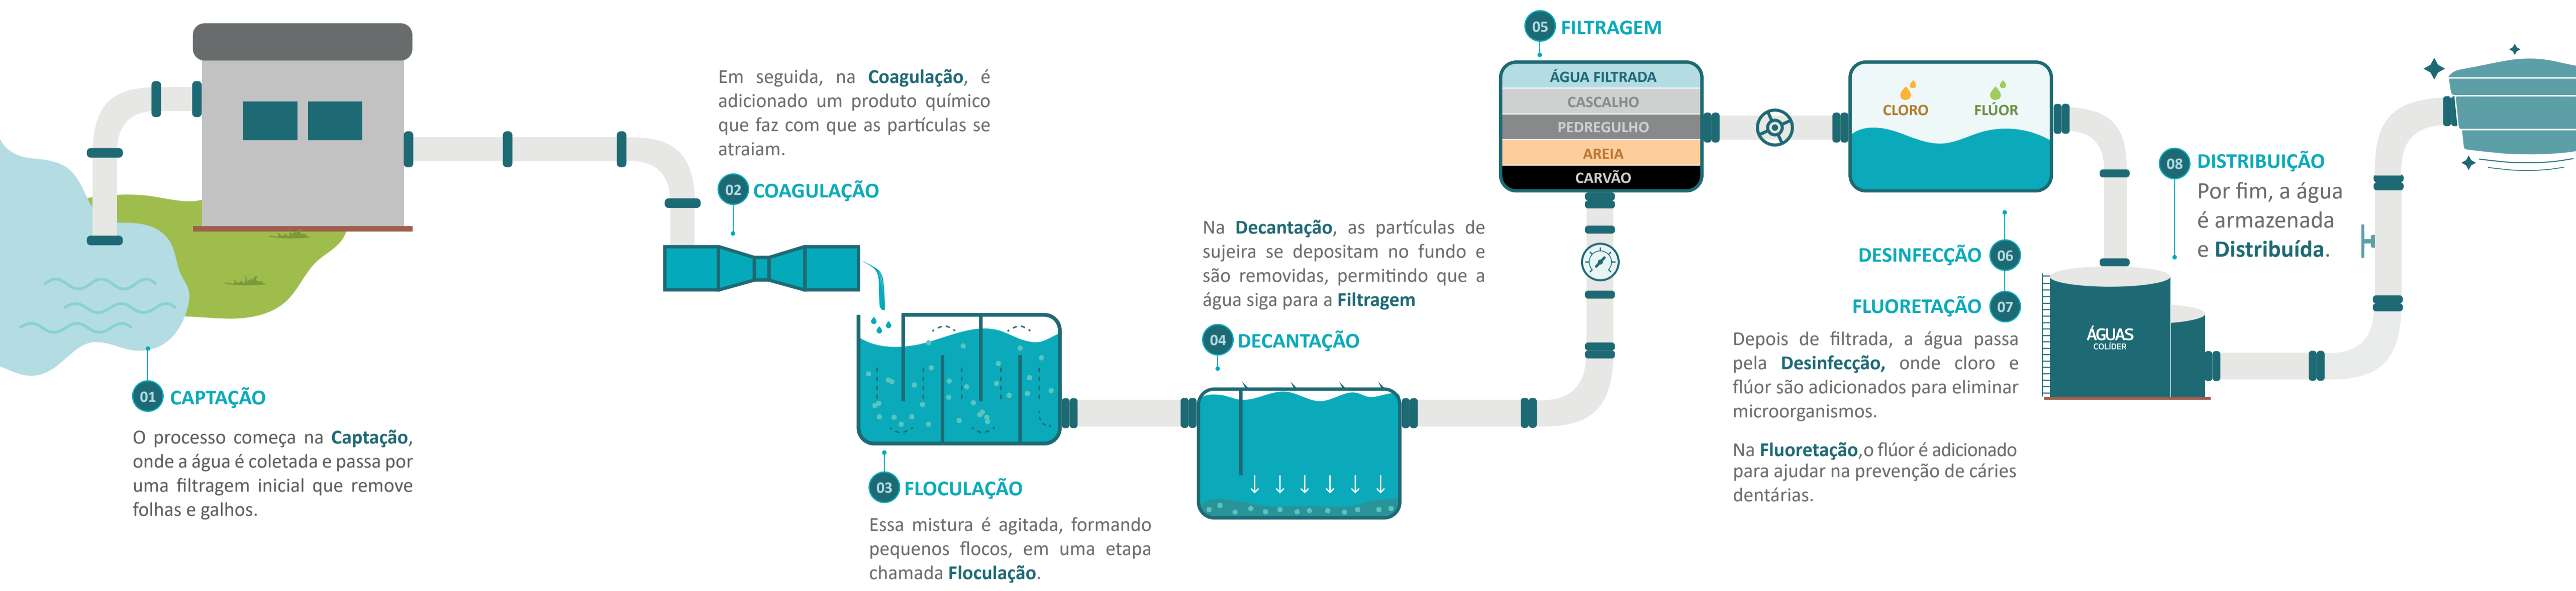 01 CAPTAÇÃO
O processo começa na Captação,
onde a água é coletada e passa por
uma filtragem inicial que remove
folhas e galhos.
Em seguida, na Coagulação, é
adicionado um produto químico
que faz com que as partículas se
atraiam.
02 COAGULAÇÃO
03 FLOCULAÇÃO
Essa mistura é agitada, formando
pequenos flocos, em uma etapa
chamada Floculação.
Na Decantação, as partículas de
sujeira se depositam no fundo e
são removidas, permitindo que a
água siga para a Filtragem
04 DECANTAÇÃO
05 FILTRAGEM
ÁGUA FILTRADA
CASCALHO
PEDREGULHO
AREIA
CARVÃO
CLORO
FLÚOR
DESINFECÇÃO 06
FLUORETAÇÃO 07
Depois de filtrada, a água passa
pela Desinfecção, onde cloro e
flúor são adicionados para eliminar
microorganismos.
Na Fluoretação,o flúor é adicionado
para ajudar na prevenção de cáries
dentárias.
08 DISTRIBUIÇÃO
Por fim, a água
é armazenada
e Distribuída.
ÁGUAS
COLÍDER